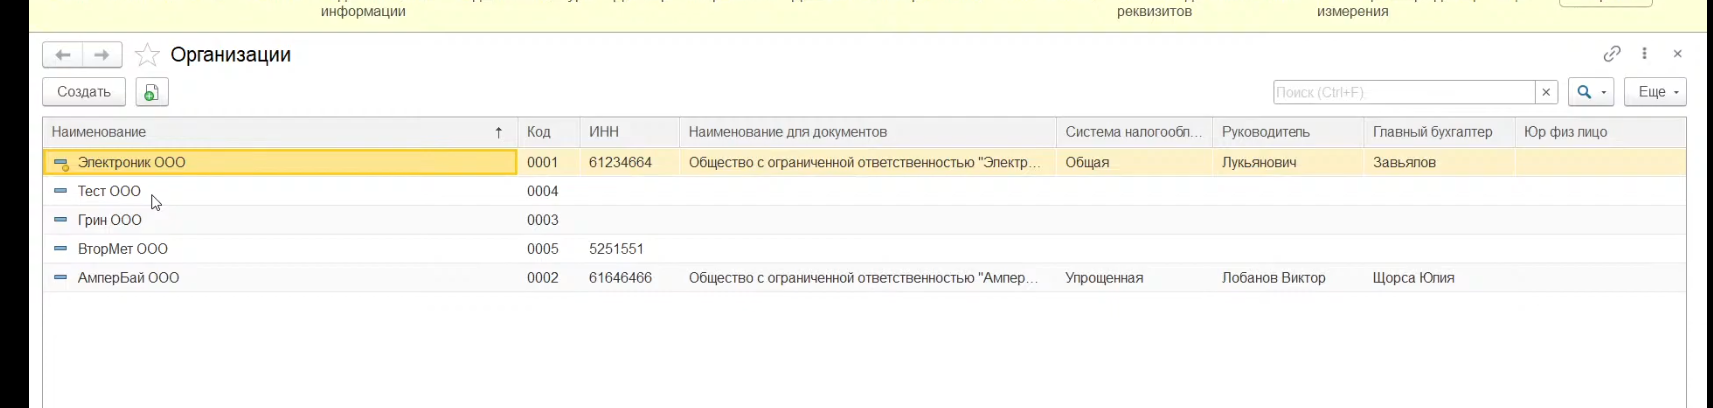 информации
реквизитов
измерения
Организации
Создать
Поиск (Ctrl+F)
Еще
Наименование Код ИНН Наименование для документов Система налогообл... Руководитель Главный бухгалтер Юр физ лицо
Электроник ООО 0001 61234664 Общество с ограниченной ответственностью "Электр... Общая Лукьянович Завьялов
Тест ООО 0004
Грин ООО 0003
ВторМет ООО 0005 5251551
АмперБай ООО 0002 61646466 Общество с ограниченной ответственностью "Ампер... Упрощенная Лобанов Виктор Щорса Юлия